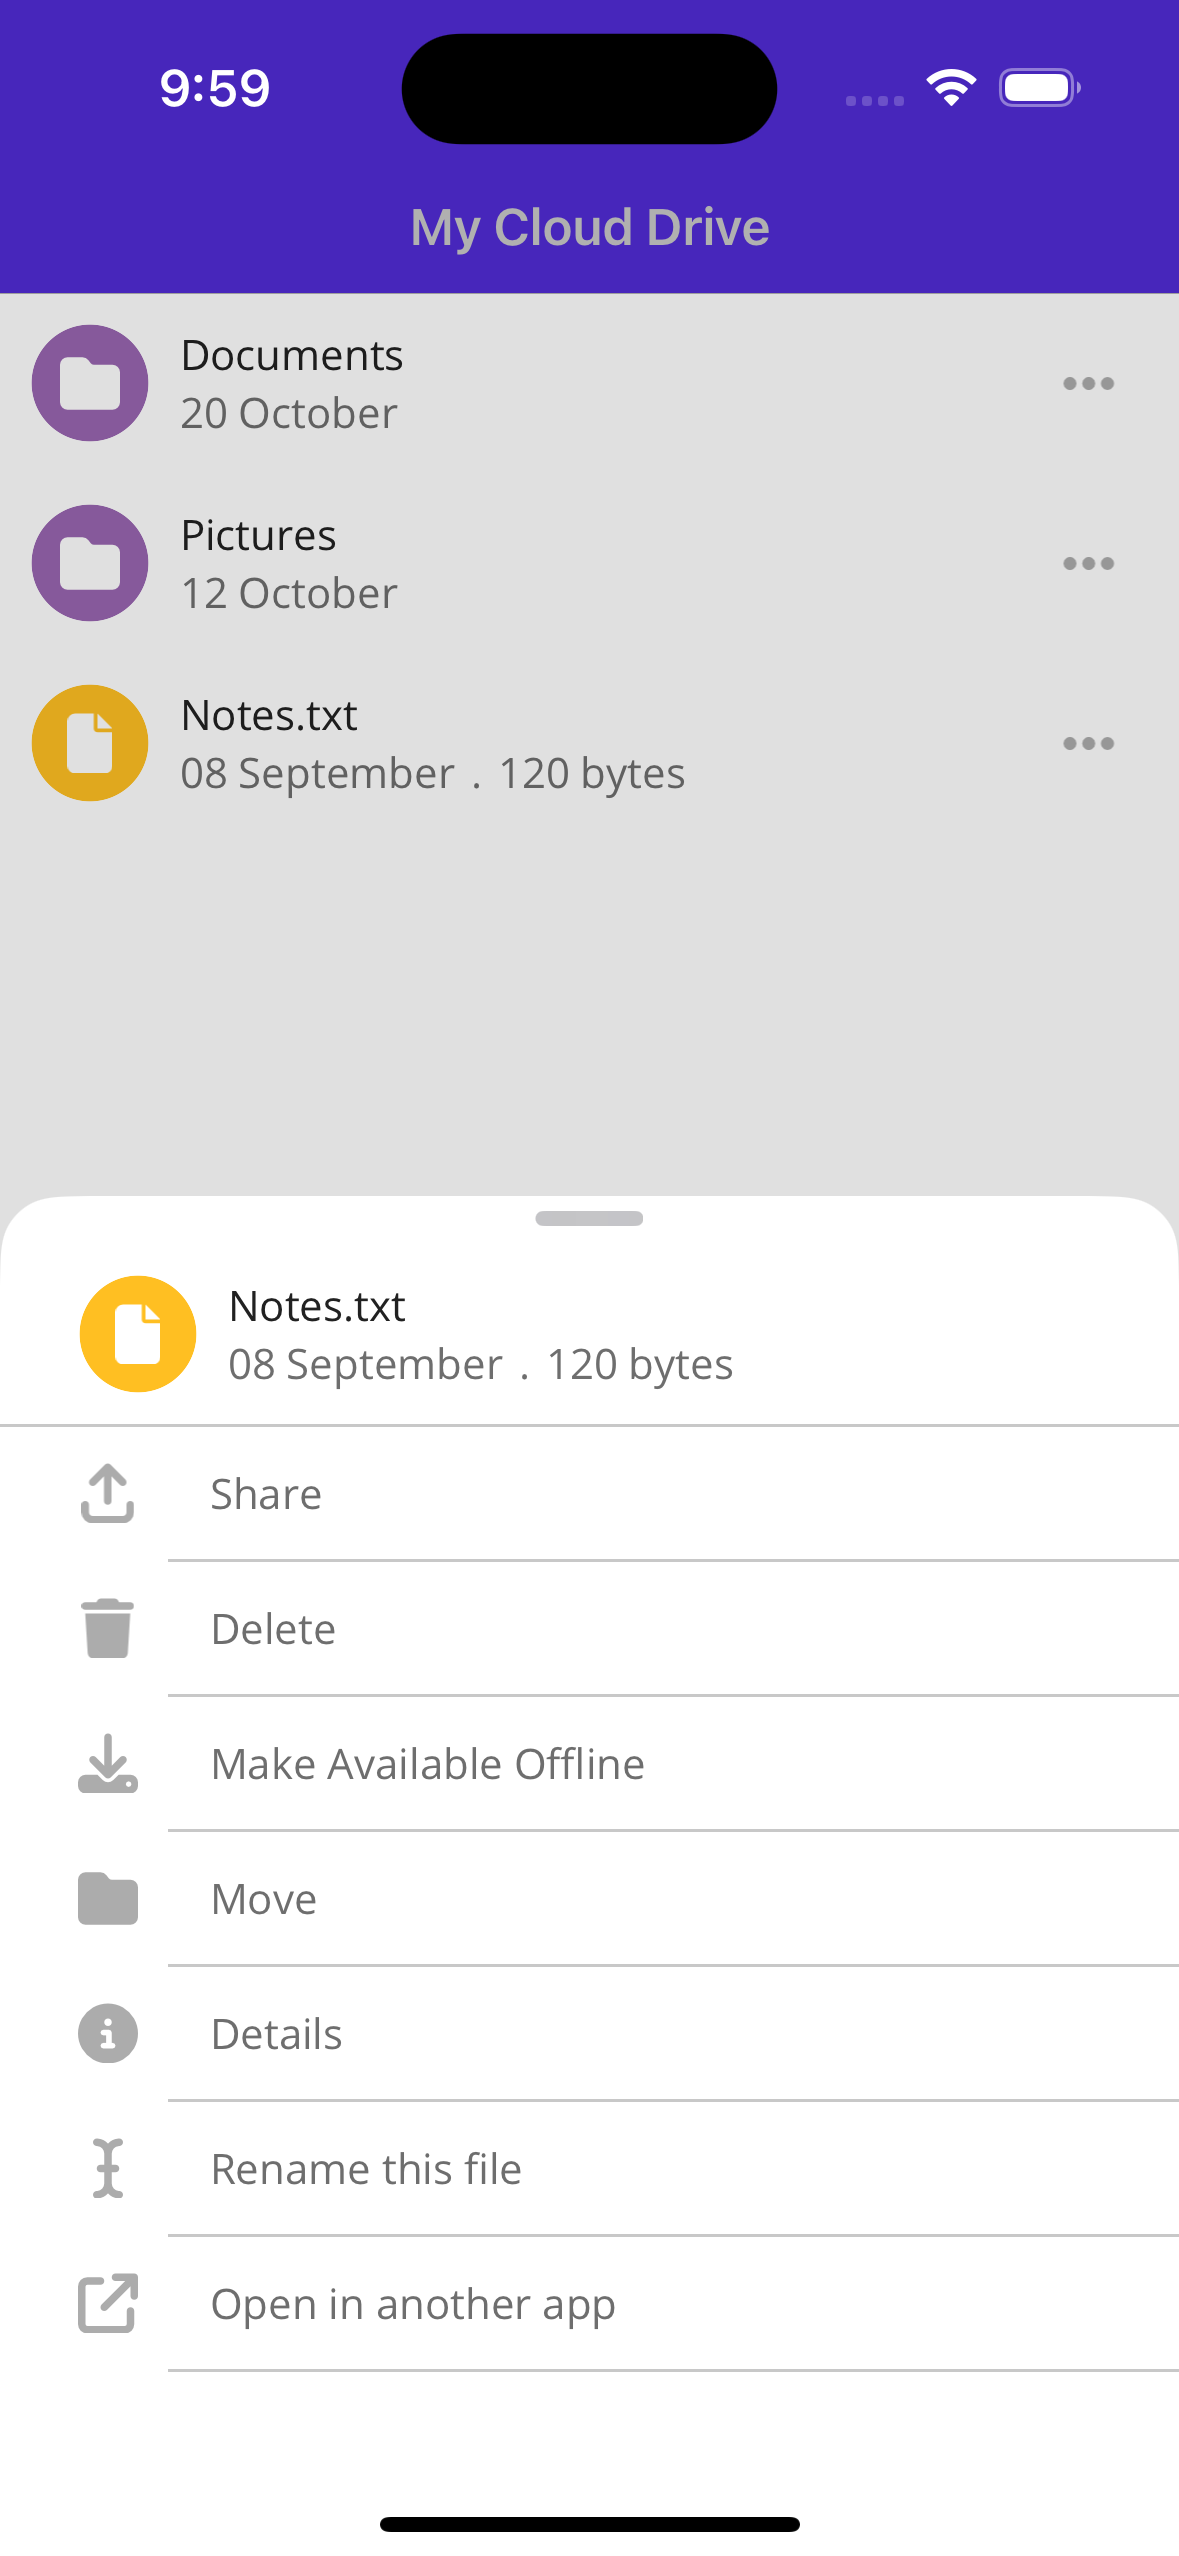 9:59
My Cloud Drive
Documents
20 October
Pictures
12 October
Notes.txt
08 September . 120 bytes
Notes.txt
08 September . 120 bytes
Share
Delete
Make Available Offline
Move
Details
Rename this file
Open in another app